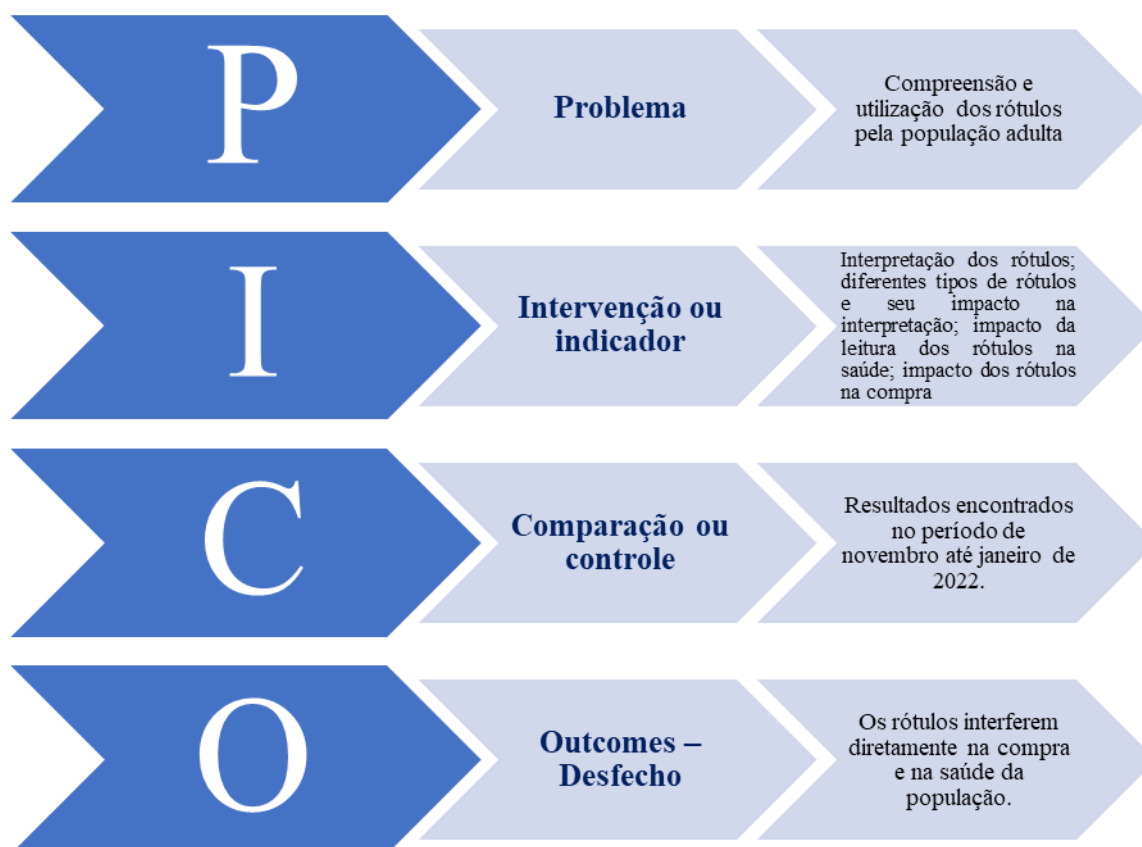 P
Problema
Compreensão e
utilização dos rótulos
pela população adulta
I
Intervenção ou
indicador
Interpretação dos rótulos;
diferentes tipos de rótulos
e seu impacto na
interpretação; impacto da
leitura dos rótulos na
saúde; impacto dos rótulos
na compra
C
Comparação ou
controle
Resultados encontrados
no período de
novembro até janeiro de
2022.
O
Outcomes –
Desfecho
Os rótulos interferem
diretamente na compra
e na saúde da
população.